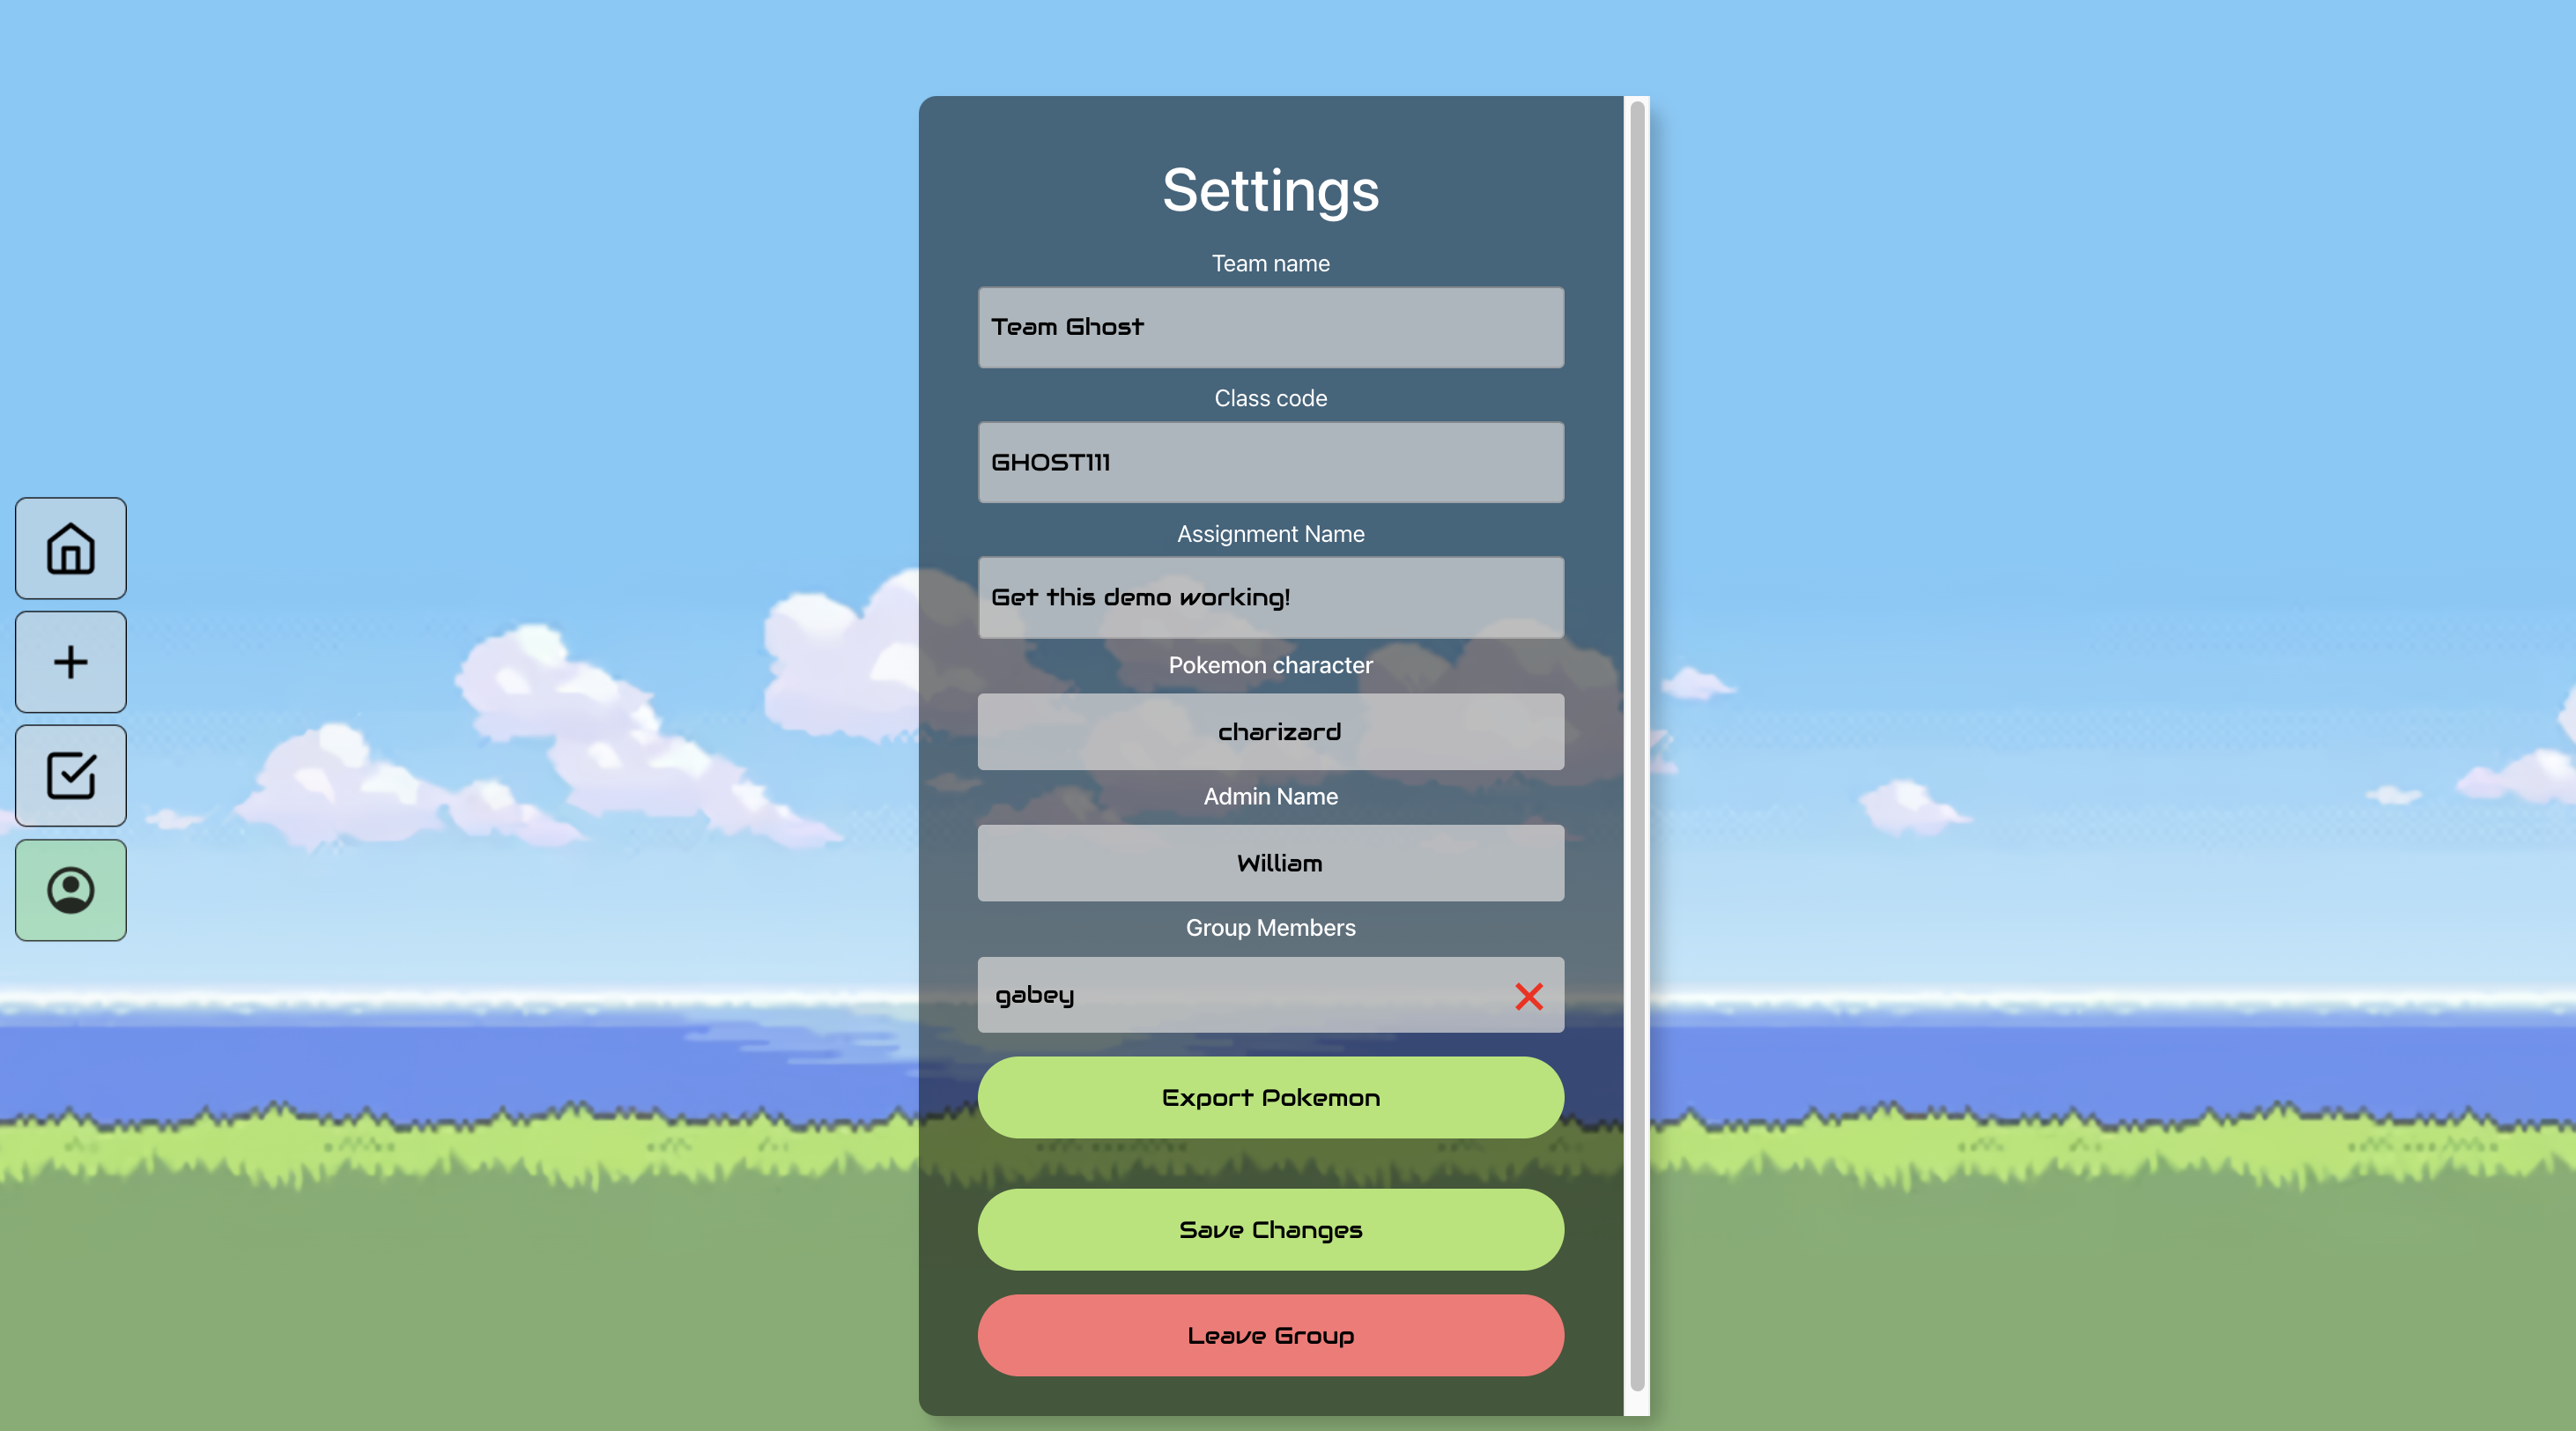 Settings
Team name
Team Ghost
Class code
GHOST111
Assignment Name
Get this demo working!
Pokemon character
charizard
Admin Name
William
Group Members
gabey
Export Pokemon
Save Changes
Leave Group